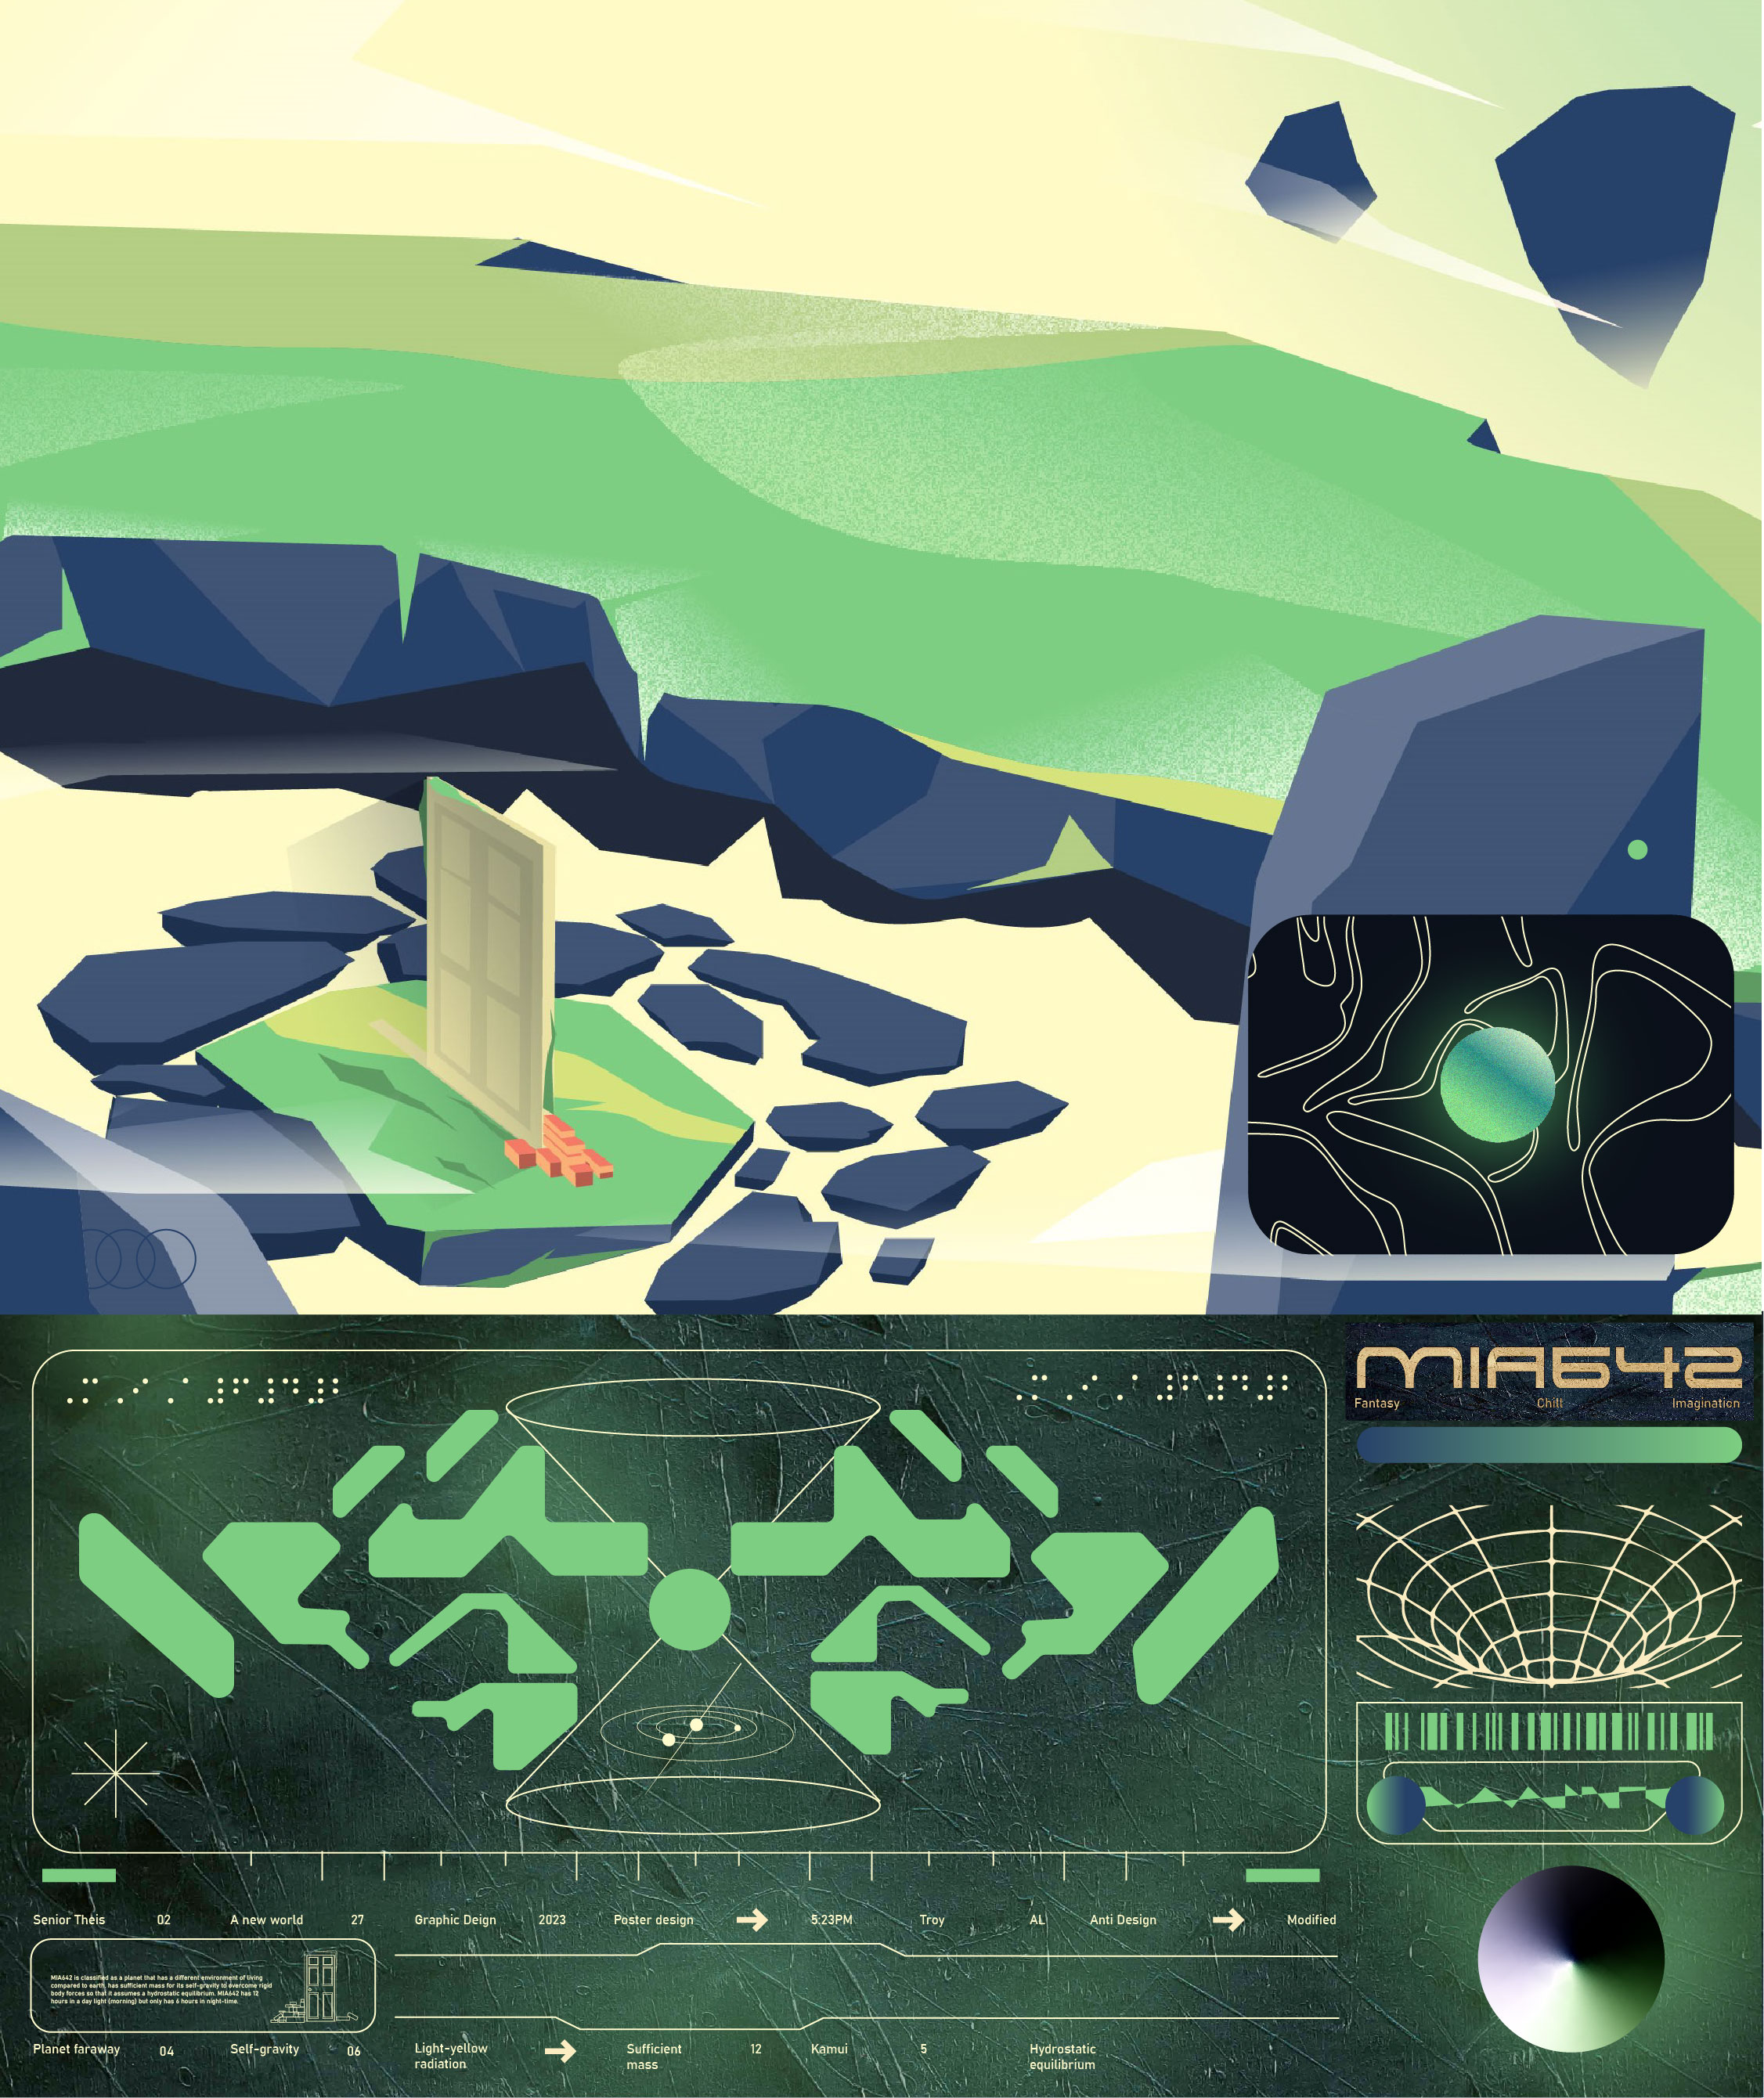 MIA642
Fantasy Chill Imagination
Senior Theis 02 A new world 27 Graphic Deign 2023 Poster design 5:23PM Troy AL Anti Design Modified
MIA642 is classified as a planet that has a different environment of living
compared to earth, has sufficient mass for its self-gravity to overcome rigid
body forces so that it assumes a hydrostatic equilibrium. MIA642 has 12
hours in a day light (morning) but only has 6 hours in night-time.
Planet faraway 04 Self-gravity 06 Light-yellow
radiation
Sufficient
mass
12 Kamui 5 Hydrostatic
equilibrium